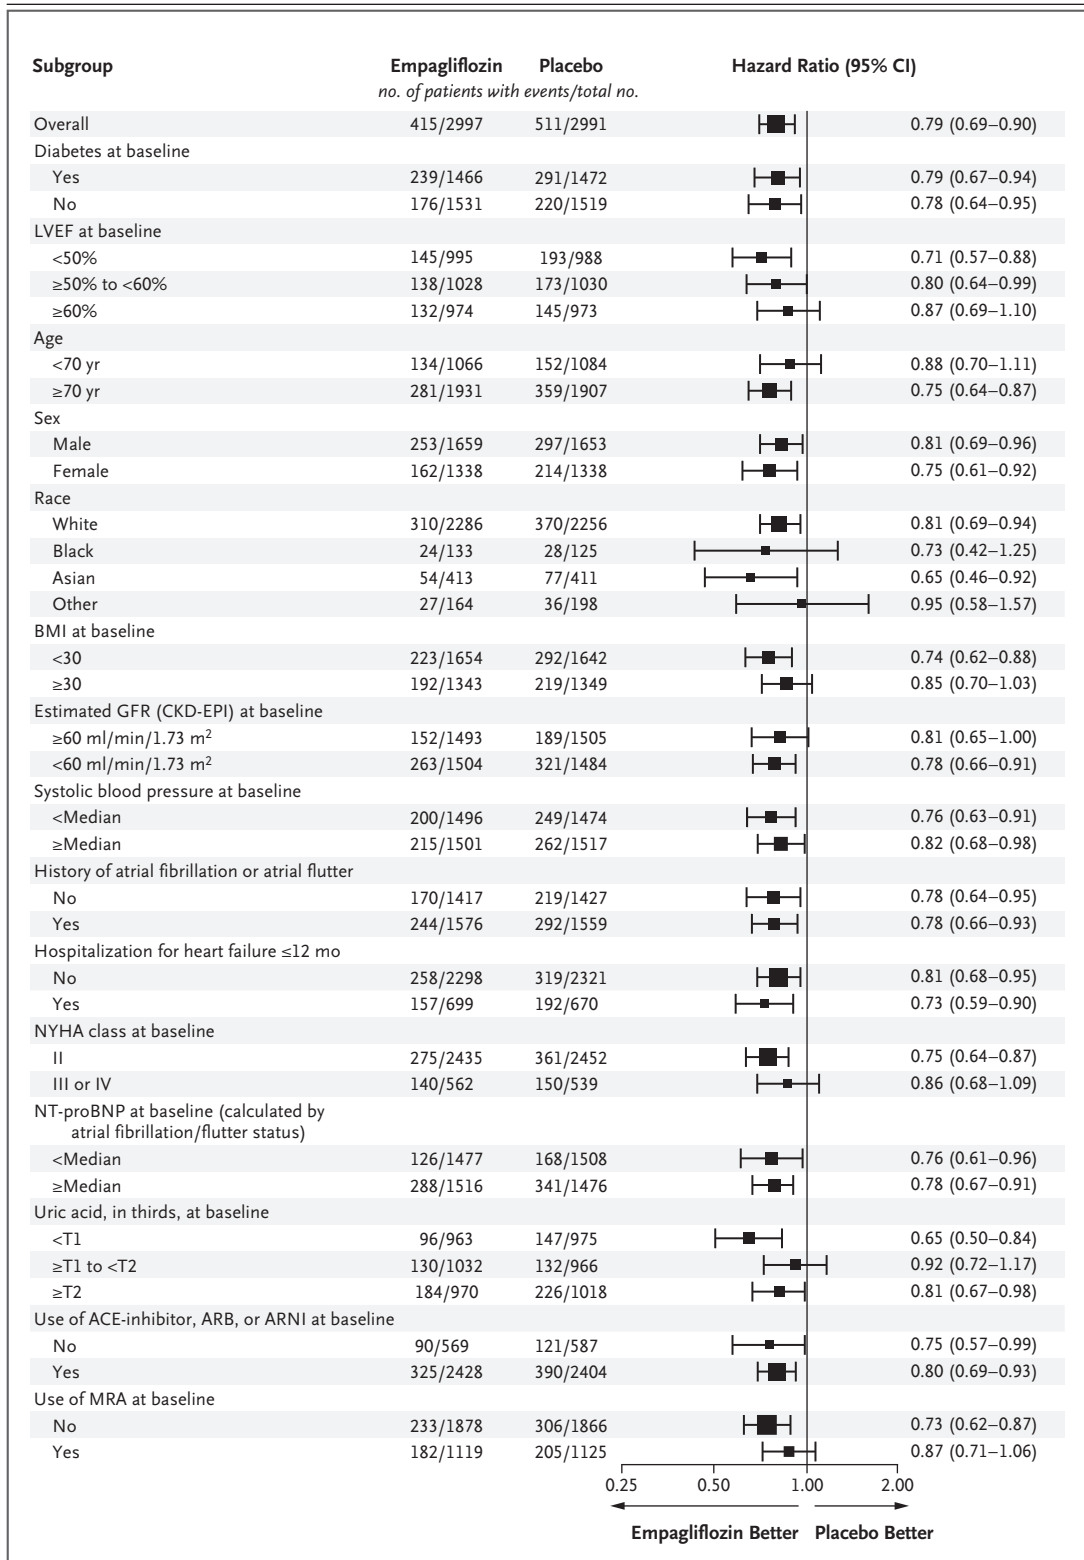 Subgroup Empagliflozin Placebo Hazard Ratio (95% CI)
no. of patients with events/total no.
Overall 415/2997 511/2991 0.79 (0.69–0.90)
Diabetes at baseline
Yes 239/1466 291/1472 0.79 (0.67–0.94)
No 176/1531 220/1519 0.78 (0.64–0.95)
LVEF at baseline
<50% 145/995 193/988 0.71 (0.57–0.88)
≥50% to <60% 138/1028 173/1030 0.80 (0.64–0.99)
≥60% 132/974 145/973 0.87 (0.69–1.10)
Age
<70 yr 134/1066 152/1084 0.88 (0.70–1.11)
≥70 yr 281/1931 359/1907 0.75 (0.64–0.87)
Sex
Male 253/1659 297/1653 0.81 (0.69–0.96)
Female 162/1338 214/1338 0.75 (0.61–0.92)
Race
White 310/2286 370/2256 0.81 (0.69–0.94)
Black 24/133 28/125 0.73 (0.42–1.25)
Asian 54/413 77/411 0.65 (0.46–0.92)
Other 27/164 36/198 0.95 (0.58–1.57)
BMI at baseline
<30 223/1654 292/1642 0.74 (0.62–0.88)
≥30 192/1343 219/1349 0.85 (0.70–1.03)
Estimated GFR (CKD-EPI) at baseline
≥60 ml/min/1.73 m² 152/1493 189/1505 0.81 (0.65–1.00)
<60 ml/min/1.73 m² 263/1504 321/1484 0.78 (0.66–0.91)
Systolic blood pressure at baseline
<Median 200/1496 249/1474 0.76 (0.63–0.91)
≥Median 215/1501 262/1517 0.82 (0.68–0.98)
History of atrial fibrillation or atrial flutter
No 170/1417 219/1427 0.78 (0.64–0.95)
Yes 244/1576 292/1559 0.78 (0.66–0.93)
Hospitalization for heart failure ≤12 mo
No 258/2298 319/2321 0.81 (0.68–0.95)
Yes 157/699 192/670 0.73 (0.59–0.90)
NYHA class at baseline
II 275/2435 361/2452 0.75 (0.64–0.87)
III or IV 140/562 150/539 0.86 (0.68–1.09)
NT-proBNP at baseline (calculated by
atrial fibrillation/flutter status)
<Median 126/1477 168/1508 0.76 (0.61–0.96)
≥Median 288/1516 341/1476 0.78 (0.67–0.91)
Uric acid, in thirds, at baseline
<T1 96/963 147/975 0.65 (0.50–0.84)
≥T1 to <T2 130/1032 132/966 0.92 (0.72–1.17)
≥T2 184/970 226/1018 0.81 (0.67–0.98)
Use of ACE-inhibitor, ARB, or ARNI at baseline
No 90/569 121/587 0.75 (0.57–0.99)
Yes 325/2428 390/2404 0.80 (0.69–0.93)
Use of MRA at baseline
No 233/1878 306/1866 0.73 (0.62–0.87)
Yes 182/1119 205/1125 0.87 (0.71–1.06)
0.25 0.50 1.00 2.00
Empagliflozin Better Placebo Better